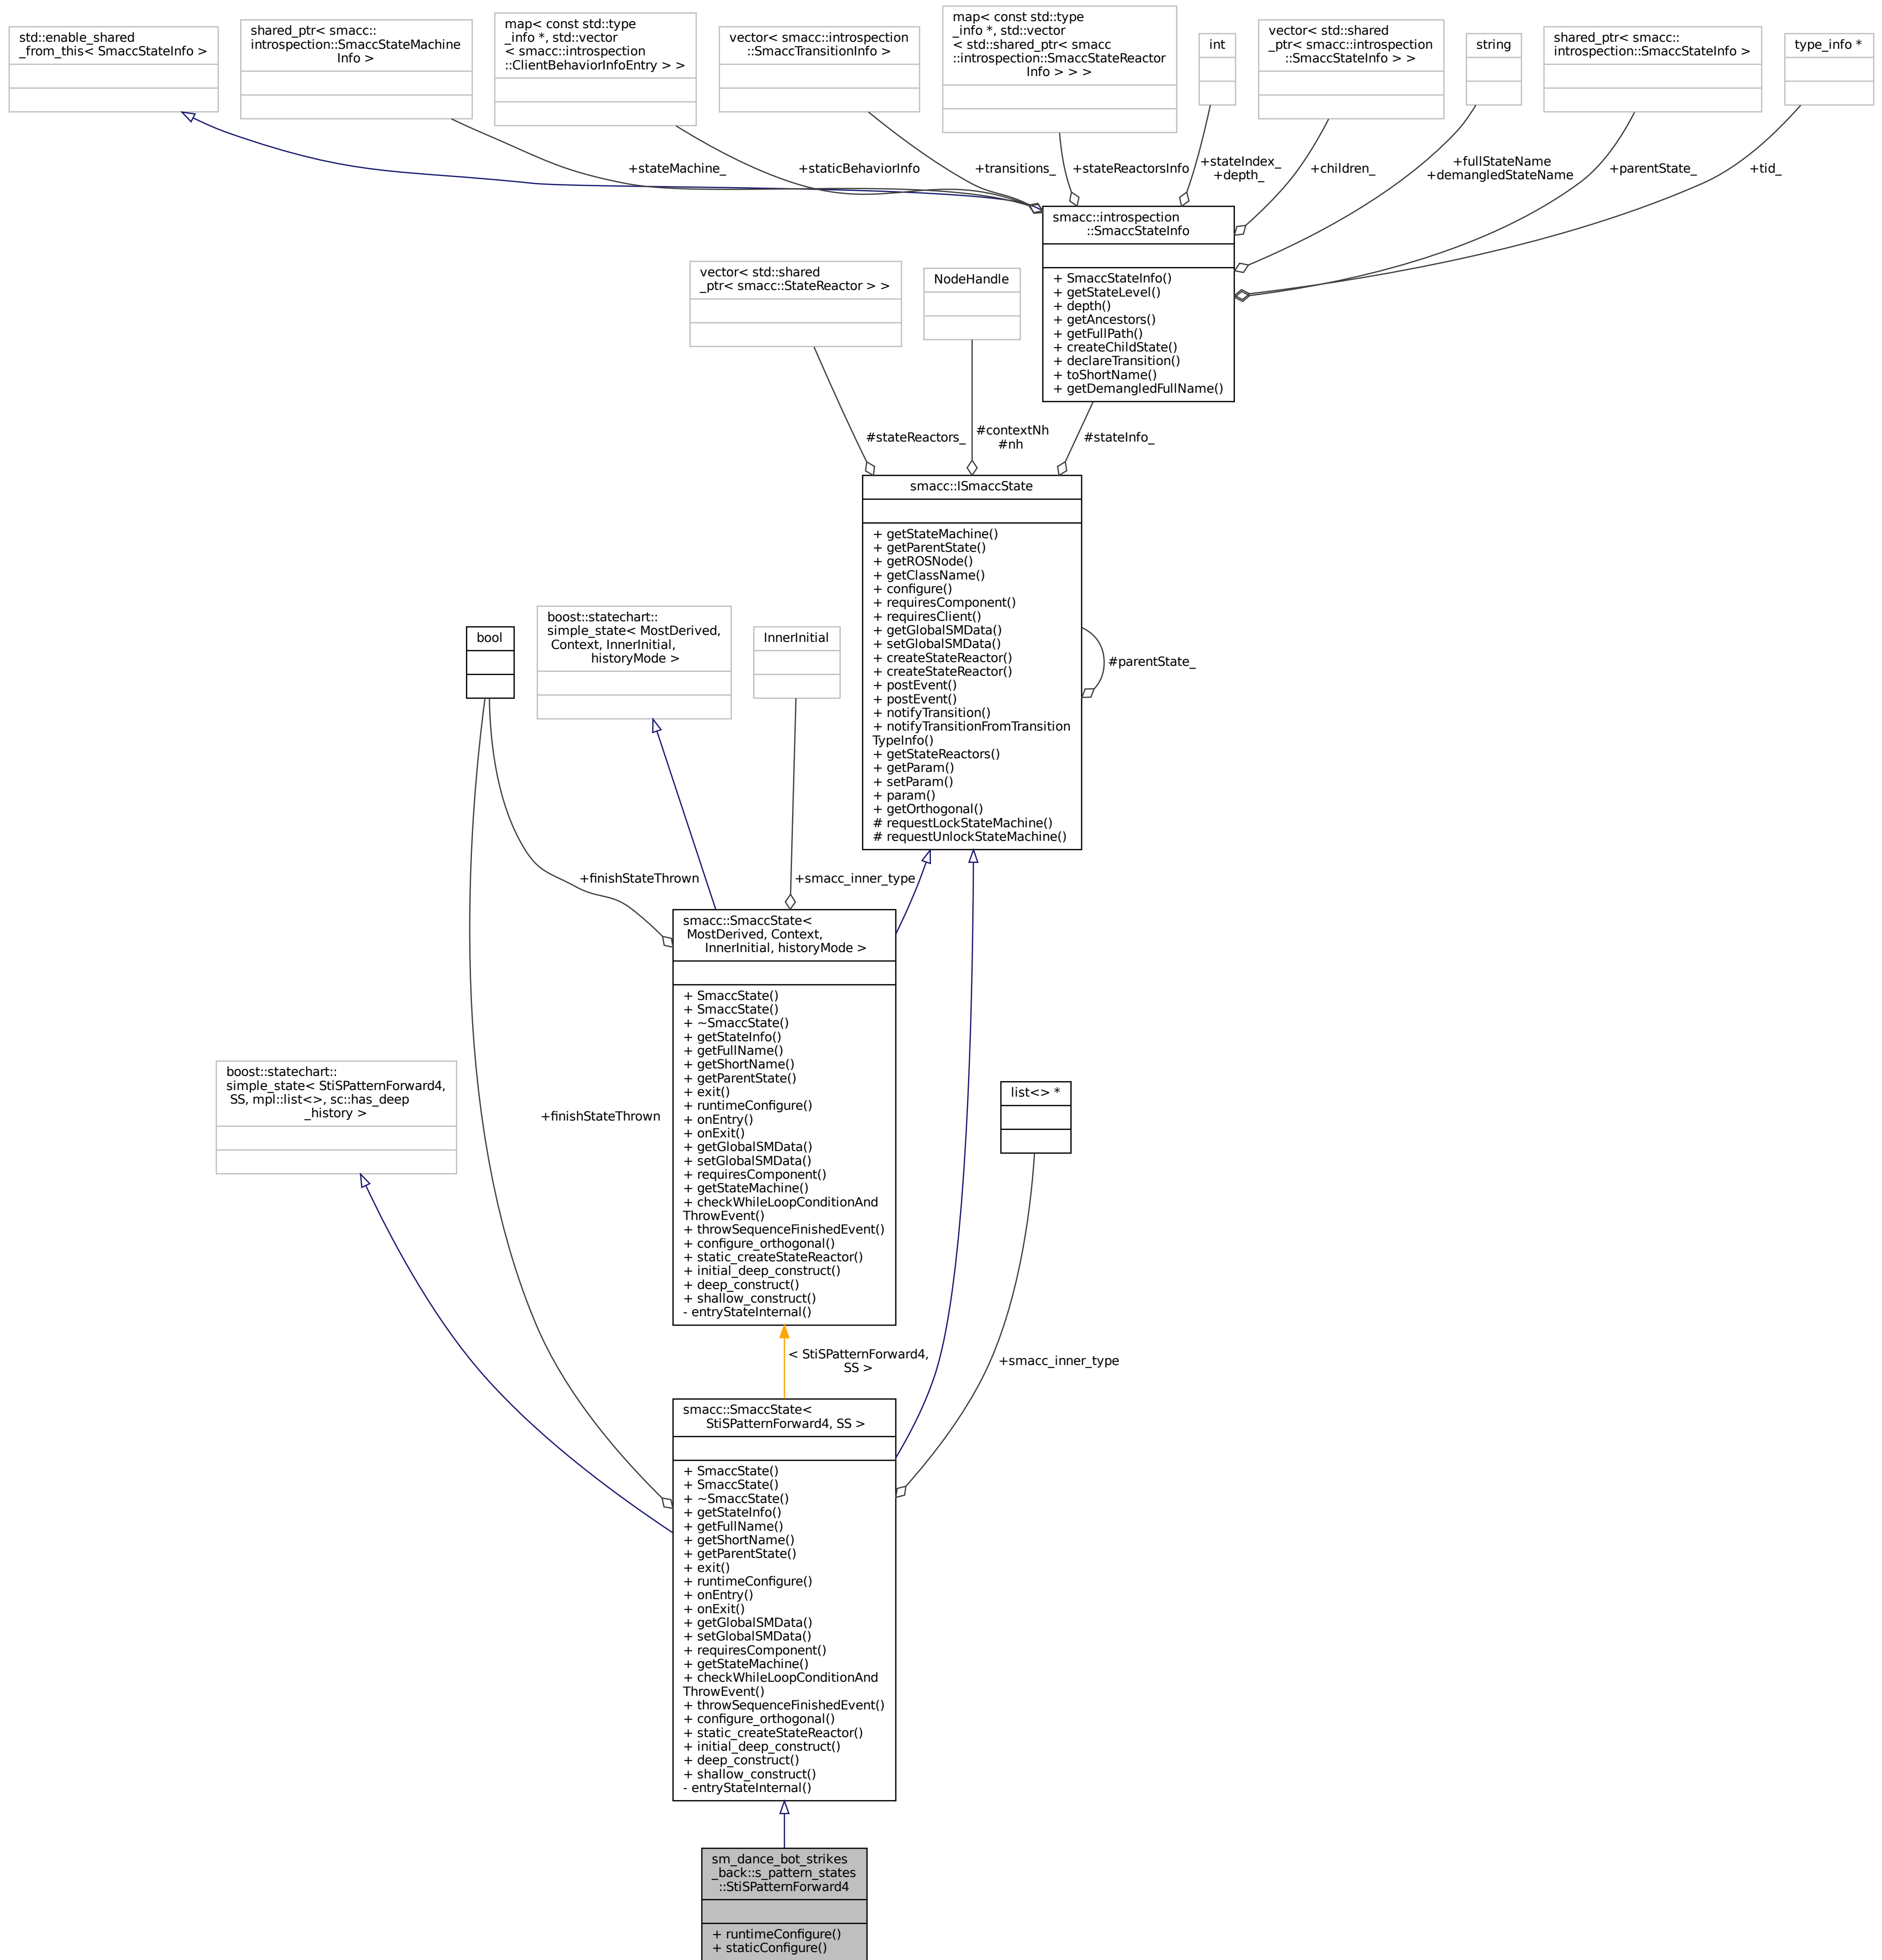 std::enable_shared
_from_this< SmaccStateInfo >
shared_ptr< smacc::
introspection::SmaccStateMachine
Info >
map< const std::type
_info *, std::vector
< smacc::introspection
::ClientBehaviorInfoEntry > >
vector< smacc::introspection
::SmaccTransitionInfo >
map< const std::type
_info *, std::vector
< std::shared_ptr< smacc
::introspection::SmaccStateReactor
Info > > >
int
vector< std::shared
_ptr< smacc::introspection
::SmaccStateInfo > >
string
shared_ptr< smacc::
introspection::SmaccStateInfo >
type_info *
+stateMachine_
+staticBehaviorInfo
+transitions_
+stateReactorsInfo
+stateIndex_
+depth_
+children_
+fullStateName
+demangledStateName
+parentState_
+tid_
smacc::introspection
::SmaccStateInfo
+ SmaccStateInfo()
+ getStateLevel()
+ depth()
+ getAncestors()
+ getFullPath()
+ createChildState()
+ declareTransition()
+ toShortName()
+ getDemangledFullName()
vector< std::shared
_ptr< smacc::StateReactor > >
NodeHandle
#stateReactors_
#contextNh
#nh
#stateInfo_
smacc::ISmaccState
+ getStateMachine()
+ getParentState()
+ getROSNode()
+ getClassName()
+ configure()
+ requiresComponent()
+ requiresClient()
+ getGlobalSMData()
+ setGlobalSMData()
+ createStateReactor()
+ createStateReactor()
+ postEvent()
+ postEvent()
+ notifyTransition()
+ notifyTransitionFromTransition
TypeInfo()
+ getStateReactors()
+ getParam()
+ setParam()
+ param()
+ getOrthogonal()
# requestLockStateMachine()
# requestUnlockStateMachine()
#parentState_
bool
boost::statechart::
simple_state< MostDerived,
Context, InnerInitial,
historyMode >
InnerInitial
+finishStateThrown
+smacc_inner_type
smacc::SmaccState<
MostDerived, Context,
InnerInitial, historyMode >
+ SmaccState()
+ SmaccState()
+ ~SmaccState()
+ getStateInfo()
+ getFullName()
+ getShortName()
+ getParentState()
+ exit()
+ runtimeConfigure()
+ onEntry()
+ onExit()
+ getGlobalSMData()
+ setGlobalSMData()
+ requiresComponent()
+ getStateMachine()
+ checkWhileLoopConditionAnd
ThrowEvent()
+ throwSequenceFinishedEvent()
+ configure_orthogonal()
+ static_createStateReactor()
+ initial_deep_construct()
+ deep_construct()
+ shallow_construct()
- entryStateInternal()
boost::statechart::
simple_state< StiSPatternForward4,
SS, mpl::list<>, sc::has_deep
_history >
+finishStateThrown
list<> *
< StiSPatternForward4,
SS >
+smacc_inner_type
smacc::SmaccState<
StiSPatternForward4, SS >
+ SmaccState()
+ SmaccState()
+ ~SmaccState()
+ getStateInfo()
+ getFullName()
+ getShortName()
+ getParentState()
+ exit()
+ runtimeConfigure()
+ onEntry()
+ onExit()
+ getGlobalSMData()
+ setGlobalSMData()
+ requiresComponent()
+ getStateMachine()
+ checkWhileLoopConditionAnd
ThrowEvent()
+ throwSequenceFinishedEvent()
+ configure_orthogonal()
+ static_createStateReactor()
+ initial_deep_construct()
+ deep_construct()
+ shallow_construct()
- entryStateInternal()
sm_dance_bot_strikes
_back::s_pattern_states
::StiSPatternForward4
+ runtimeConfigure()
+ staticConfigure()